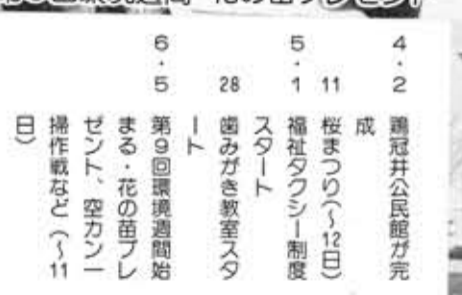 4・2 鶏冠井公民館が完
成
11 桜まつり(～12日)
5・1 福祉タクシー制度
スタート
28 歯みがき教室スタ
ート
6・5 第9回環境週間始
まる・花の苗プレ
ゼント、空カン一
掃作戦など(～11
日)